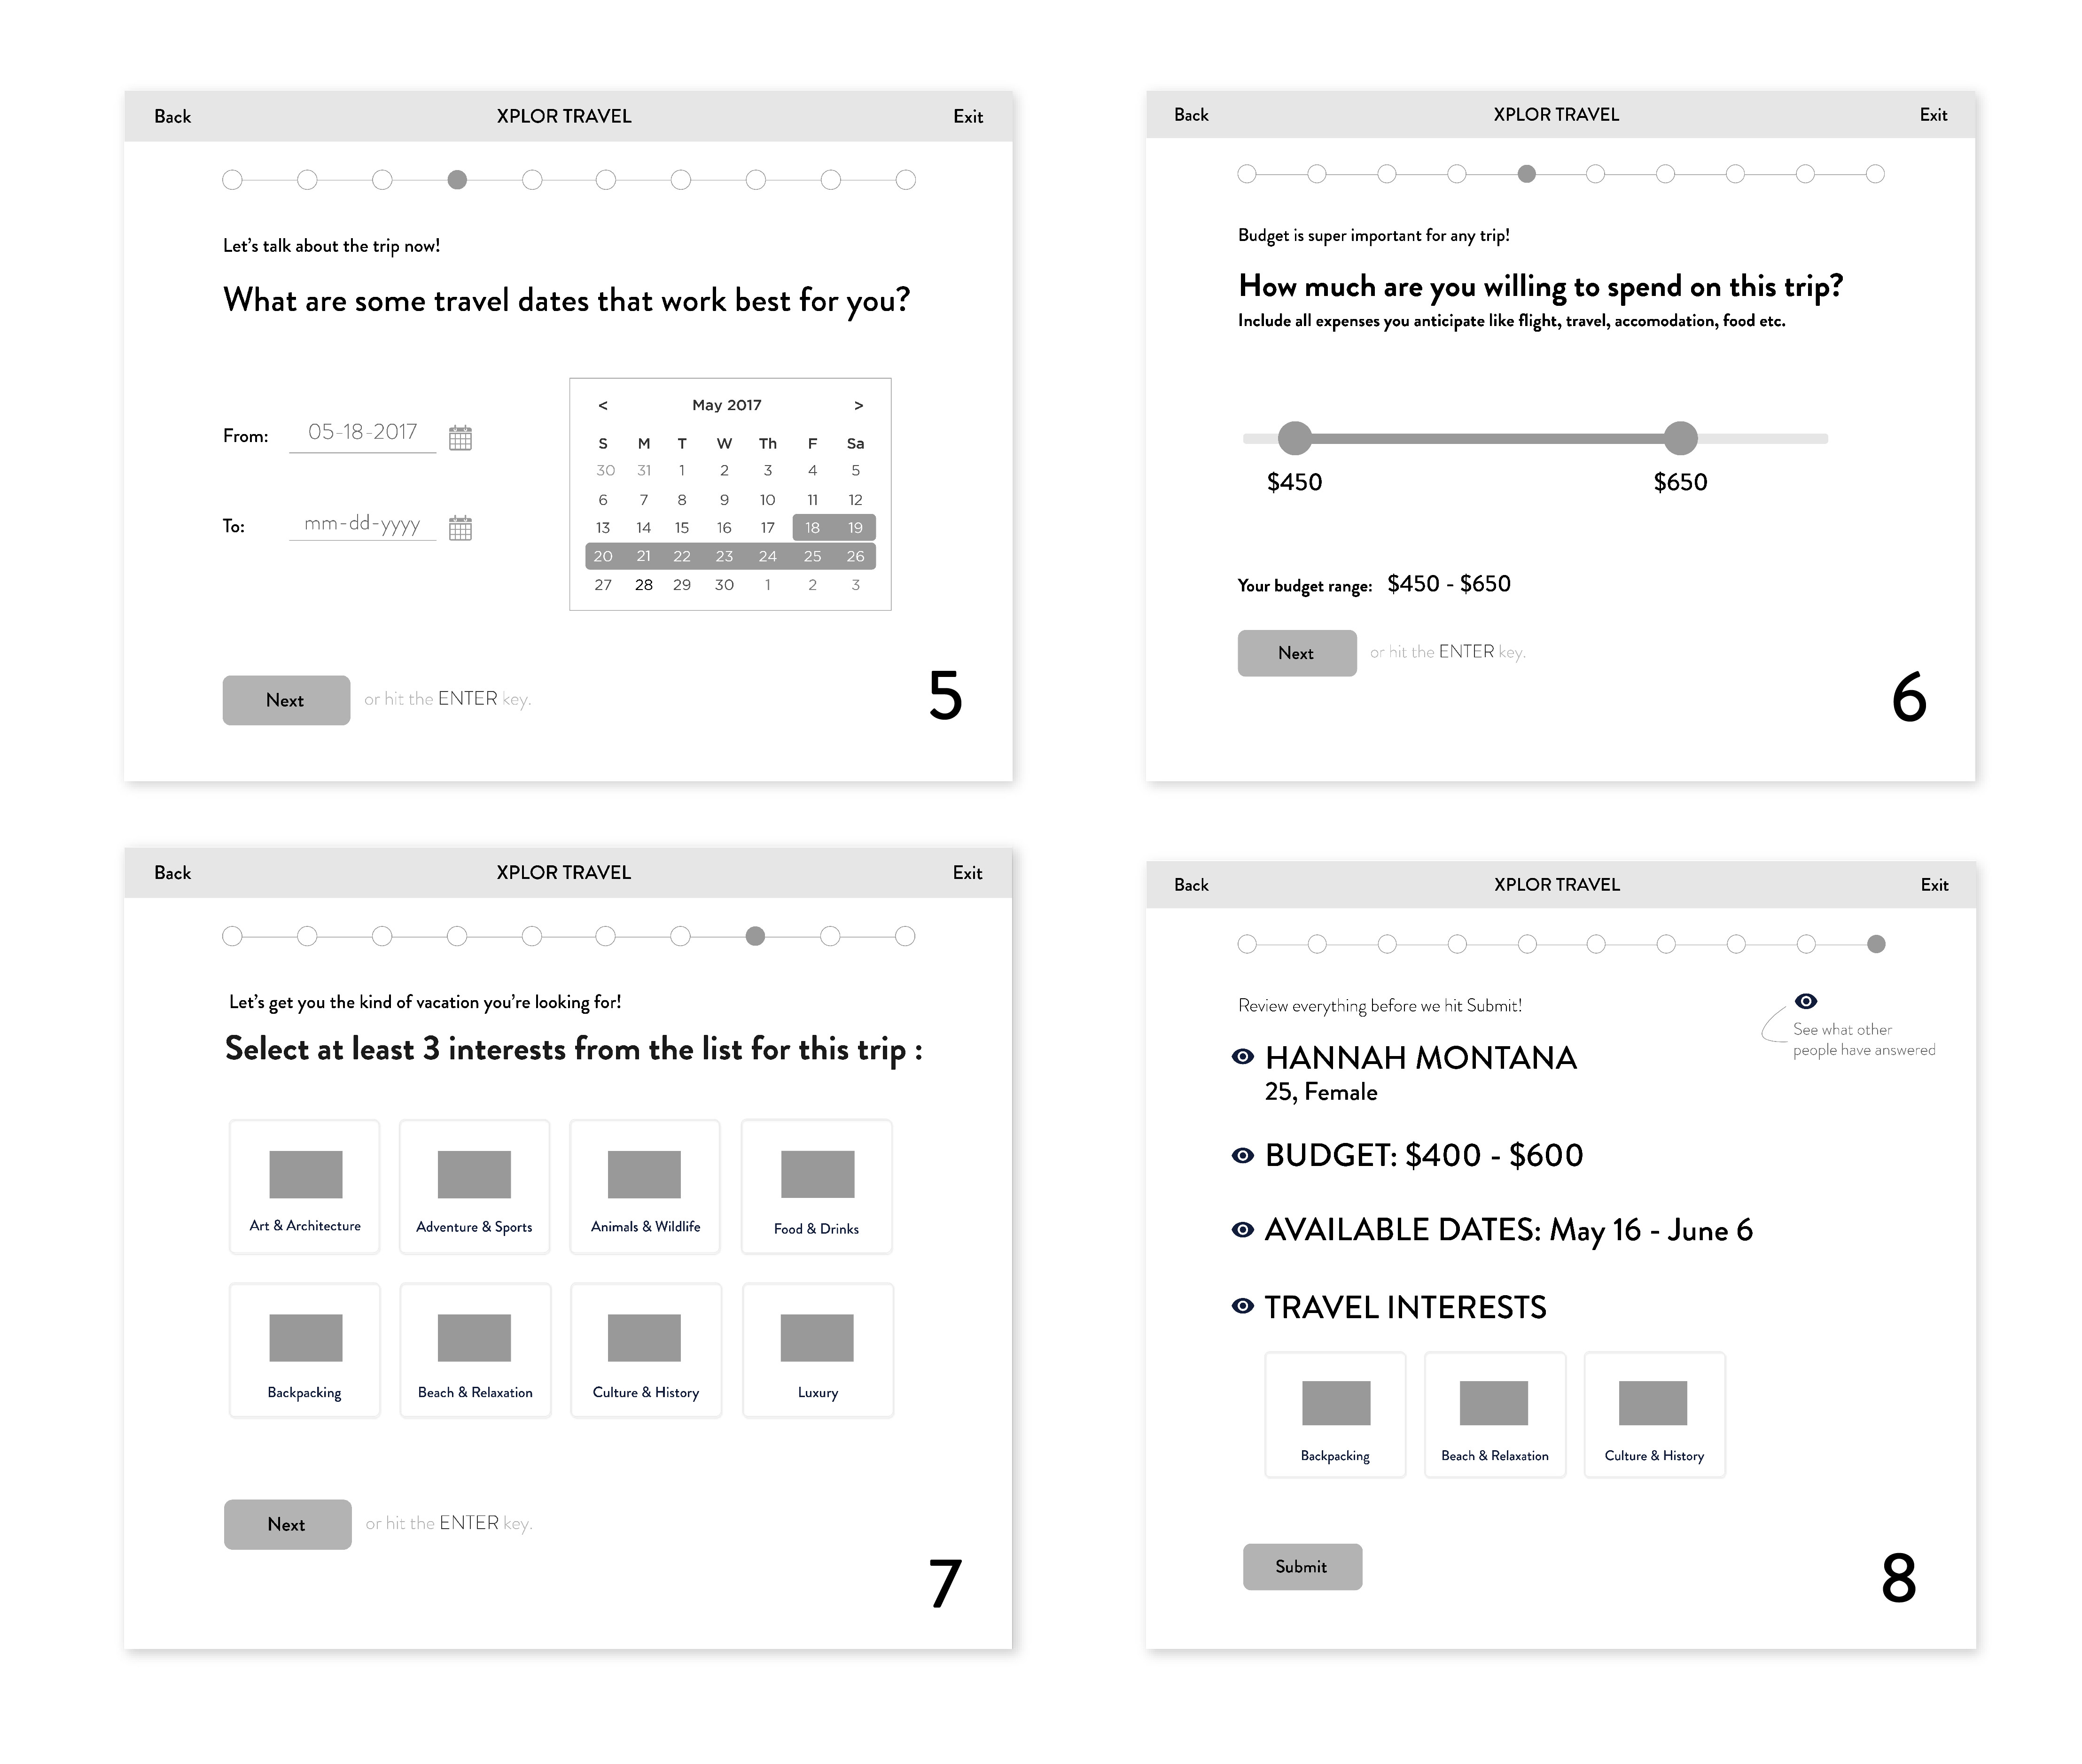 Back XPLOR TRAVEL Exit
Let's talk about the trip now!
What are some travel dates that work best for you?
From: 05-18-2017
To: mm-dd-yyyy
< May 2017 >
S M T W Th F Sa
30 31 1 2 3 4 5
6 7 8 9 10 11 12
13 14 15 16 17 18 19
20 21 22 23 24 25 26
27 28 29 30 1 2 3
Next or hit the ENTER key.
5
Back XPLOR TRAVEL Exit
Budget is super important for any trip!
How much are you willing to spend on this trip?
Include all expenses you anticipate like flight, travel, accomodation, food etc.
$450 $650
Your budget range: $450 - $650
Next or hit the ENTER key.
6
Back XPLOR TRAVEL Exit
Let's get you the kind of vacation you're looking for!
Select at least 3 interests from the list for this trip :
Art & Architecture Adventure & Sports Animals & Wildlife Food & Drinks
Backpacking Beach & Relaxation Culture & History Luxury
Next or hit the ENTER key.
7
Back XPLOR TRAVEL Exit
Review everything before we hit Submit!
See what other
people have answered
HANNAH MONTANA
25, Female
BUDGET: $400 - $600
AVAILABLE DATES: May 16 - June 6
TRAVEL INTERESTS
Backpacking Beach & Relaxation Culture & History
Submit
8